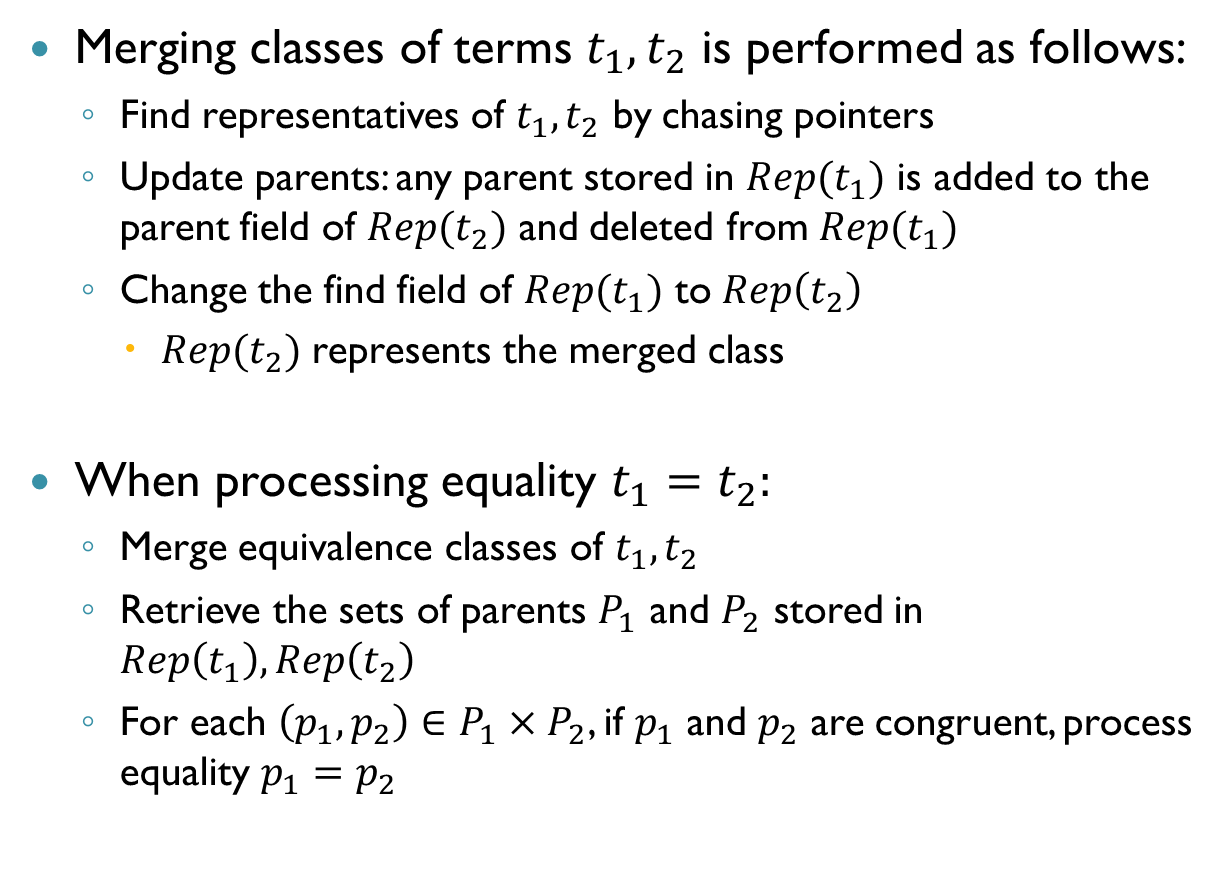 • Merging classes of terms 𝑡₁, 𝑡₂ is performed as follows:
◦ Find representatives of 𝑡₁, 𝑡₂ by chasing pointers
◦ Update parents: any parent stored in 𝑅𝑒𝑝(𝑡₁) is added to the
parent field of 𝑅𝑒𝑝(𝑡₂) and deleted from 𝑅𝑒𝑝(𝑡₁)
◦ Change the find field of 𝑅𝑒𝑝(𝑡₁) to 𝑅𝑒𝑝(𝑡₂)
• 𝑅𝑒𝑝(𝑡₂) represents the merged class
• When processing equality 𝑡₁ = 𝑡₂:
◦ Merge equivalence classes of 𝑡₁, 𝑡₂
◦ Retrieve the sets of parents 𝑃₁ and 𝑃₂ stored in
𝑅𝑒𝑝(𝑡₁), 𝑅𝑒𝑝(𝑡₂)
◦ For each (𝑝₁, 𝑝₂) ∈ 𝑃₁ × 𝑃₂, if 𝑝₁ and 𝑝₂ are congruent, process
equality 𝑝₁ = 𝑝₂